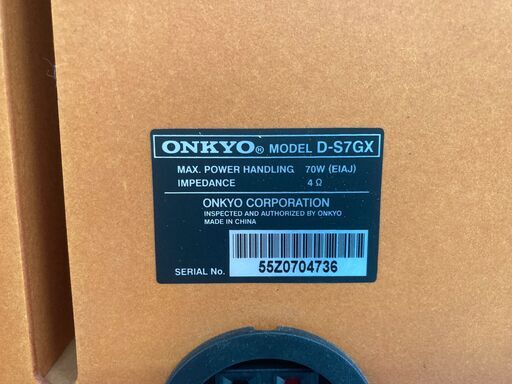 ONKYO® MODEL D-S7GX
MAX. POWER HANDLING 70W (EIAJ)
IMPEDANCE 4 Ω
ONKYO CORPORATION
INSPECTED AND AUTHORIZED BY ONKYO
MADE IN CHINA
SERIAL No. 55Z0704736